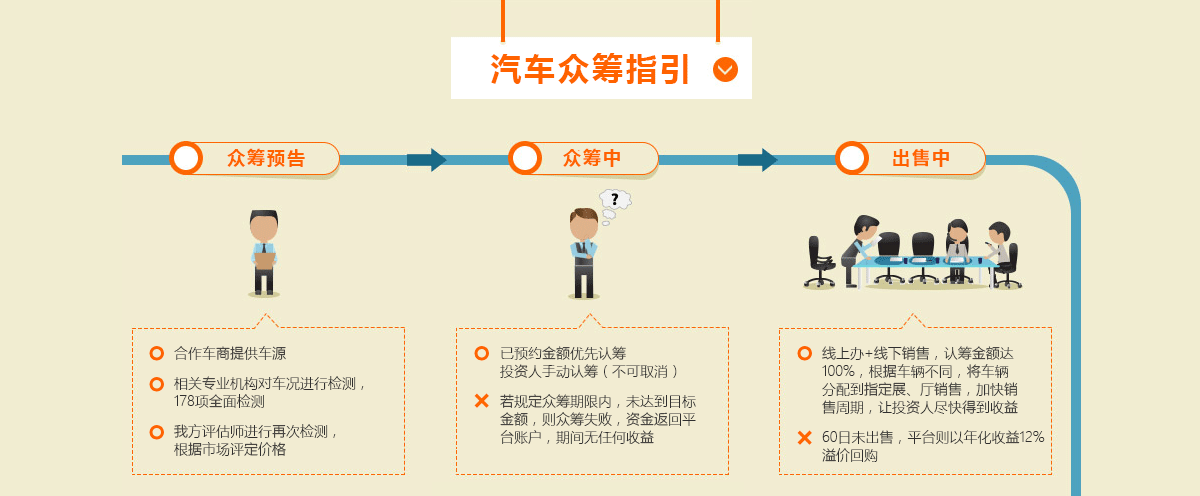 汽车众筹指引
众筹预告
众筹中
出售中
?
合作车商提供车源
相关专业机构对车况进行检测，
178项全面检测
我方评估师进行再次检测，
根据市场评定价格
已预约金额优先认筹
投资人手动认筹（不可取消）
若规定众筹期限内，未达到目标
金额，则众筹失败，资金返回平
台账户，期间无任何收益
线上办+线下销售，认筹金额达
100%，根据车辆不同，将车辆
分配到指定展、厅销售，加快销
售周期，让投资人尽快得到收益
60日未出售，平台则以年化收益12%
溢价回购